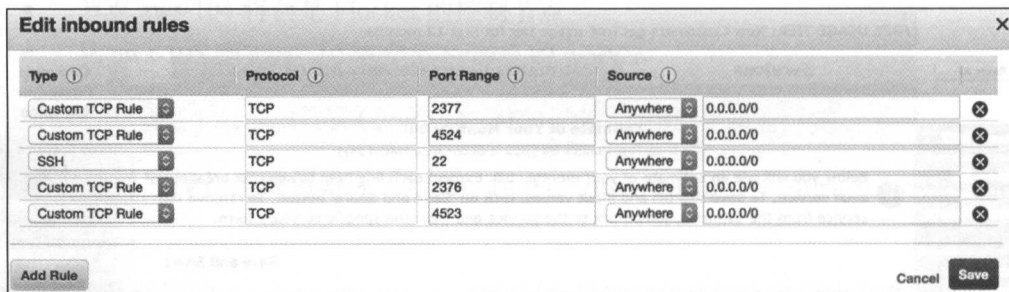 Edit inbound rules
Type Protocol Port Range Source
Custom TCP Rule TCP 2377 Anywhere 0.0.0.0/0
Custom TCP Rule TCP 4524 Anywhere 0.0.0.0/0
SSH TCP 22 Anywhere 0.0.0.0/0
Custom TCP Rule TCP 2376 Anywhere 0.0.0.0/0
Custom TCP Rule TCP 4523 Anywhere 0.0.0.0/0
Add Rule Cancel Save